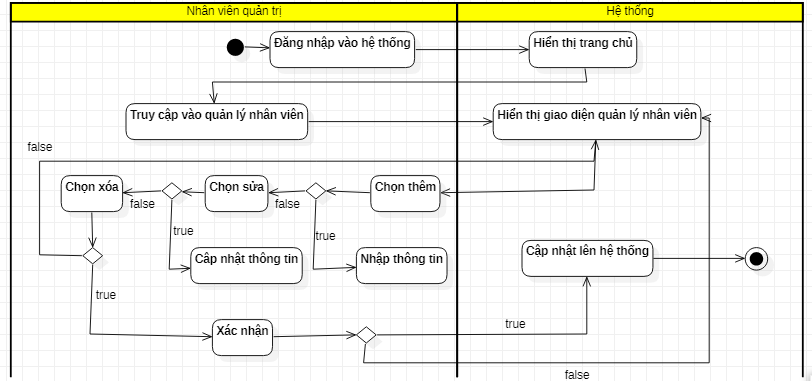 Nhân viên quản trị
Hệ thống
Đăng nhập vào hệ thống
Hiển thị trang chủ
Truy cập vào quản lý nhân viên
Hiển thị giao diện quản lý nhân viên
false
Chọn xóa
false
Chọn sửa
false
Chọn thêm
true
true
Cập nhật thông tin
Nhập thông tin
Cập nhật lên hệ thống
true
Xác nhận
true
false